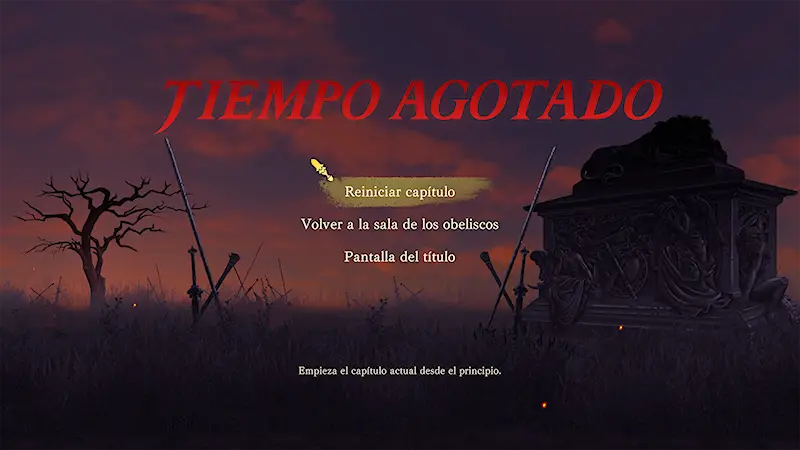 TIEMPO AGOTADO
Reiniciar capítulo
Volver a la sala de los obeliscos
Pantalla del título
Empieza el capítulo actual desde el principio.